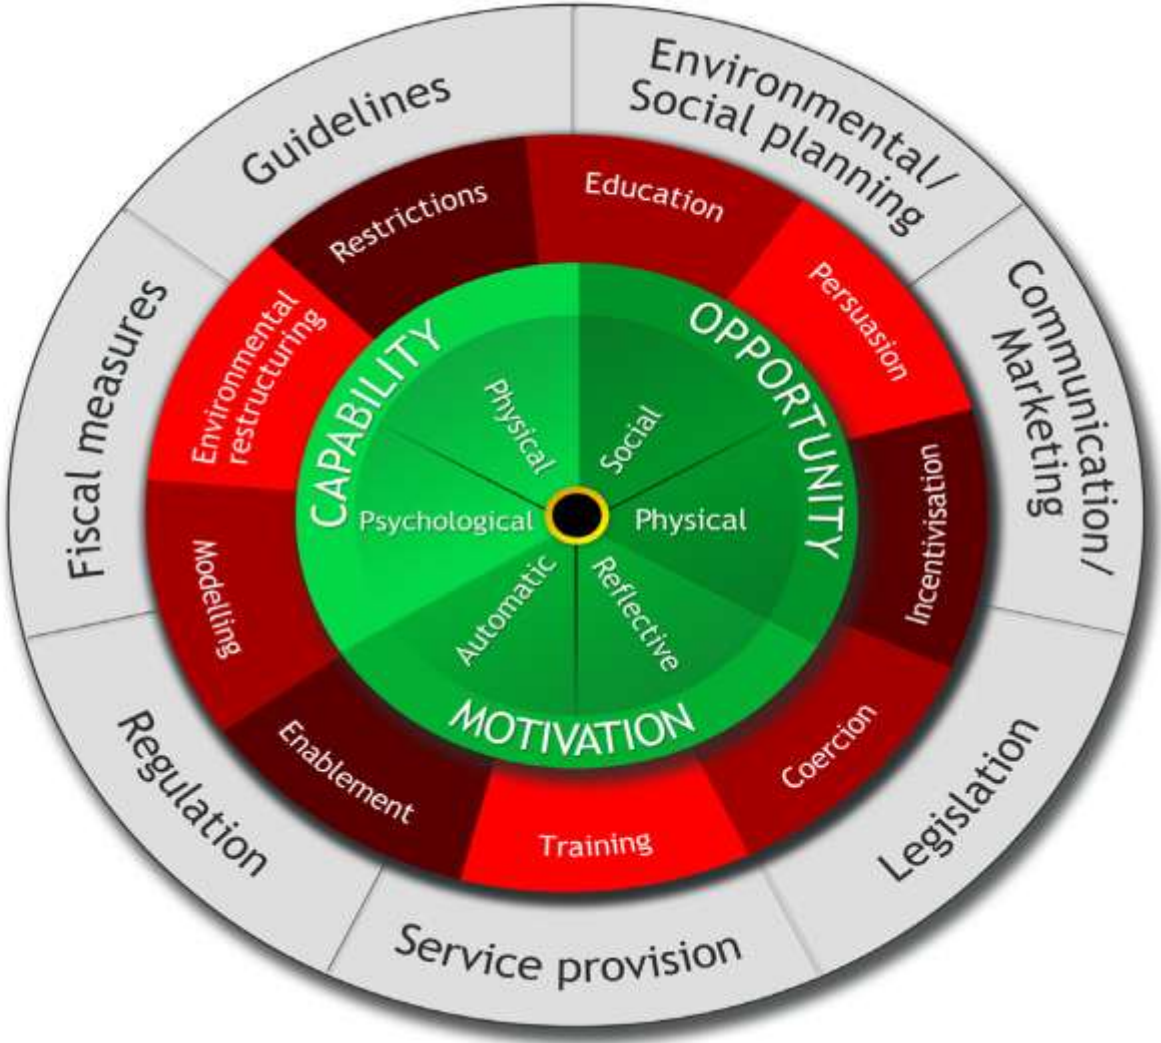 Guidelines
Environmental/
Social planning
Communication/
Marketing
Legislation
Service provision
Regulation
Fiscal measures
Restrictions
Education
Persuasion
Incentivisation
Coercion
Training
Enablement
Modelling
Environmental
restructuring
CAPABILITY
OPPORTUNITY
MOTIVATION
Physical
Social
Physical
Reflective
Automatic
Psychological